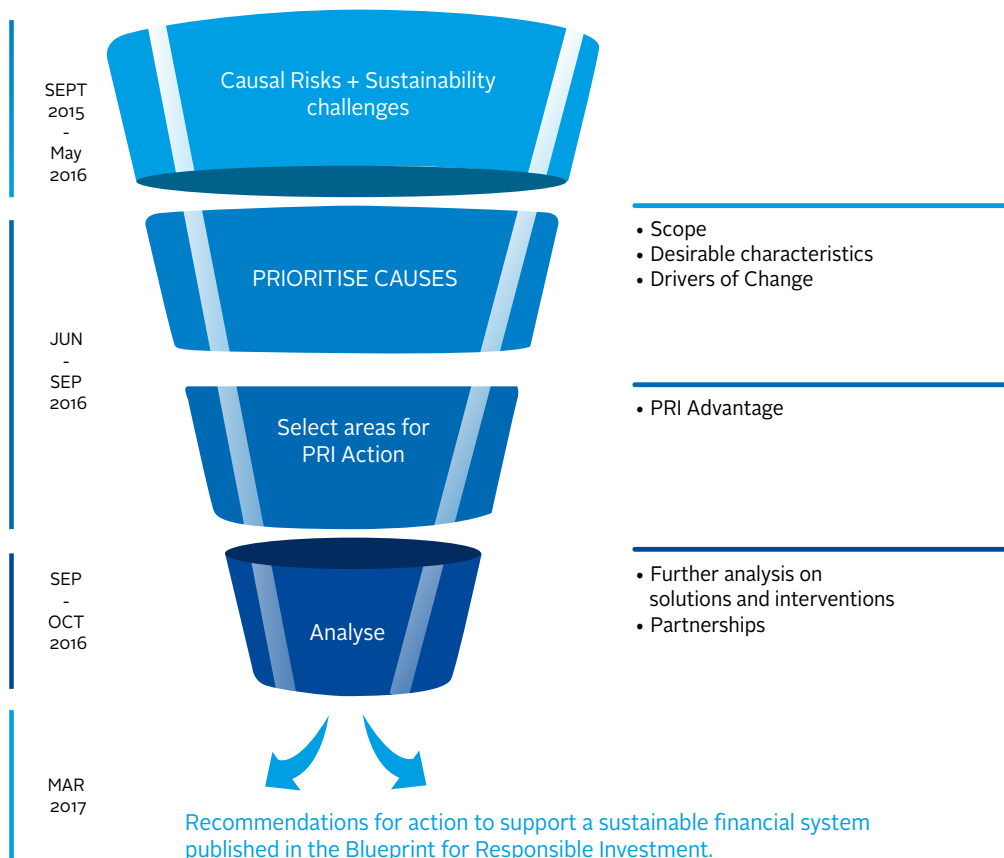 SEPT
2015
-
May
2016
Causal Risks + Sustainability
challenges
JUN
-
SEP
2016
PRIORITISE CAUSES
• Scope
• Desirable characteristics
• Drivers of Change
Select areas for
PRI Action
• PRI Advantage
SEP
-
OCT
2016
Analyse
• Further analysis on
solutions and interventions
• Partnerships
MAR
2017
Recommendations for action to support a sustainable financial system
published in the Blueprint for Responsible Investment.